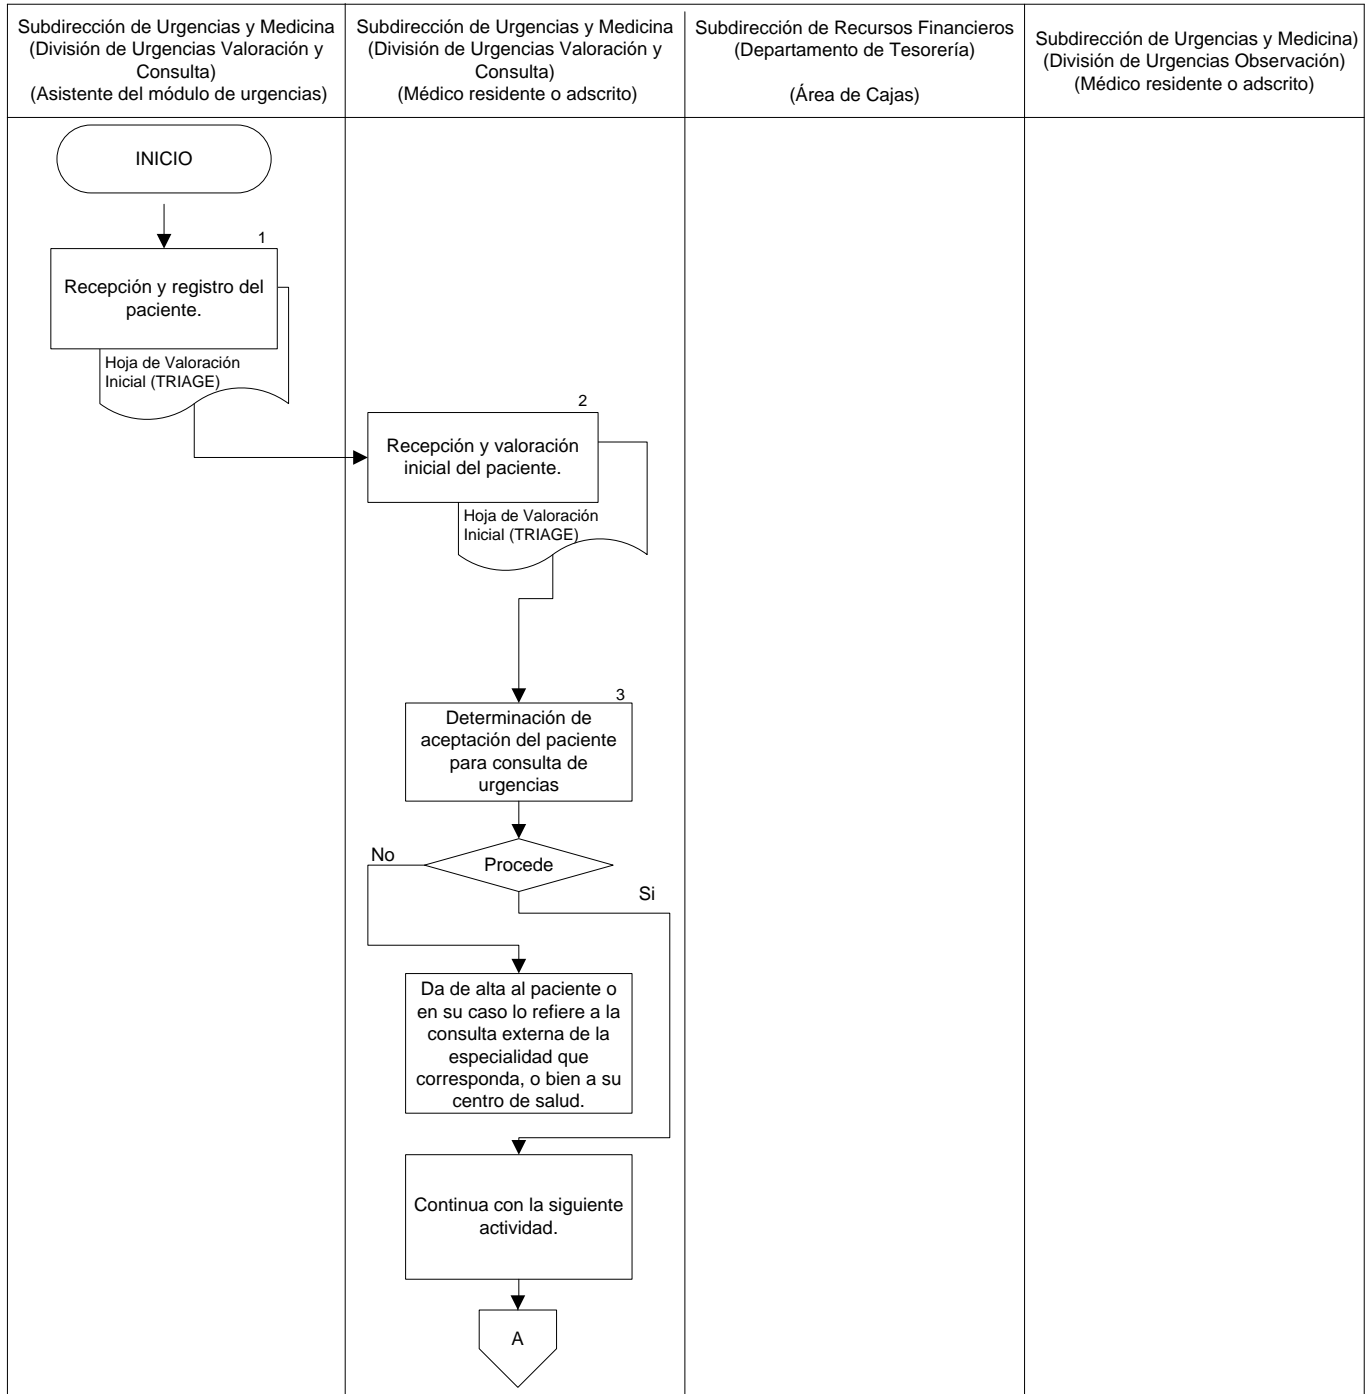 Subdirección de Urgencias y Medicina
(División de Urgencias Valoración y
Consulta)
(Asistente del módulo de urgencias)
Subdirección de Urgencias y Medicina
(División de Urgencias Valoración y
Consulta)
(Médico residente o adscrito)
Subdirección de Recursos Financieros
(Departamento de Tesorería)
(Área de Cajas)
Subdirección de Urgencias y Medicina)
(División de Urgencias Observación)
(Médico residente o adscrito)
INICIO
1
Recepción y registro del
paciente.
Hoja de Valoración
Inicial (TRIAGE)
2
Recepción y valoración
inicial del paciente.
Hoja de Valoración
Inicial (TRIAGE)
3
Determinación de
aceptación del paciente
para consulta de
urgencias
Procede
No
Si
Da de alta al paciente o
en su caso lo refiere a la
consulta externa de la
especialidad que
corresponda, o bien a su
centro de salud.
Continua con la siguiente
actividad.
A